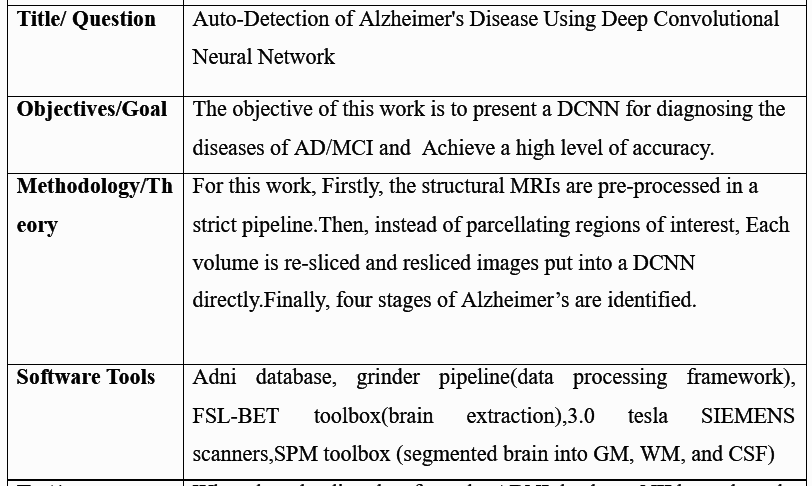 Title/ Question
Auto-Detection of Alzheimer's Disease Using Deep Convolutional
Neural Network
Objectives/Goal
The objective of this work is to present a DCNN for diagnosing the
diseases of AD/MCI and  Achieve a high level of accuracy.
Methodology/Th
eory
For this work, Firstly, the structural MRIs are pre-processed in a
strict pipeline.Then, instead of parcellating regions of interest, Each
volume is re-sliced and resliced images put into a DCNN
directly.Finally, four stages of Alzheimer’s are identified.
Software Tools
Adni database, grinder pipeline(data processing framework),
FSL-BET toolbox(brain extraction),3.0 tesla SIEMENS
scanners,SPM toolbox (segmented brain into GM, WM, and CSF)